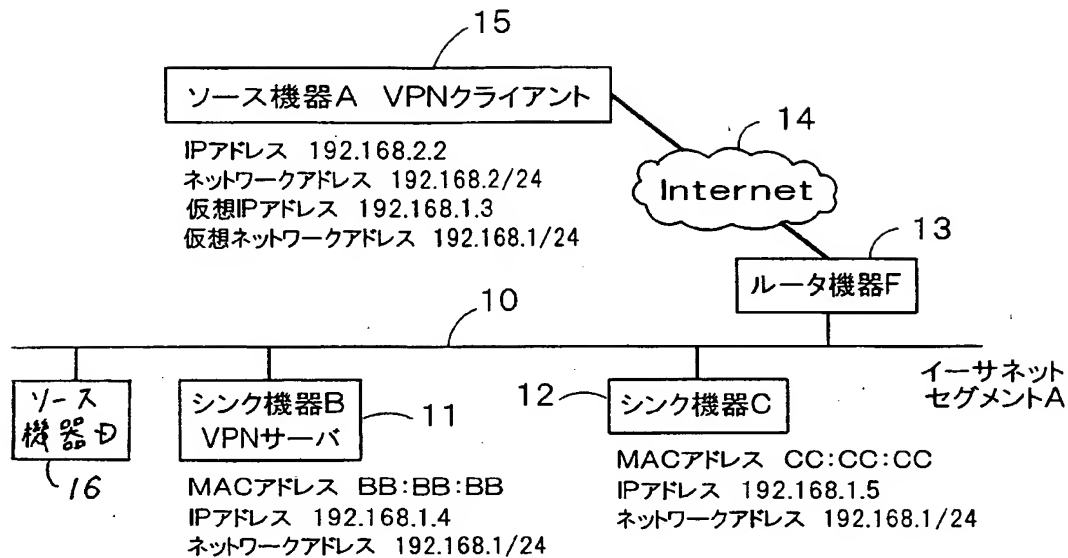 15
ソース機器A VPNクライアント
IPアドレス 192.168.2.2
ネットワークアドレス 192.168.2/24
仮想IPアドレス 192.168.1.3
仮想ネットワークアドレス 192.168.1/24
14
Internet
13
ルータ機器F
10
イーサネット
セグメントA
ソース
機器D
16
シンク機器B
VPNサーバ
11
MACアドレス BB:BB:BB
IPアドレス 192.168.1.4
ネットワークアドレス 192.168.1/24
12
シンク機器C
MACアドレス CC:CC:CC
IPアドレス 192.168.1.5
ネットワークアドレス 192.168.1/24